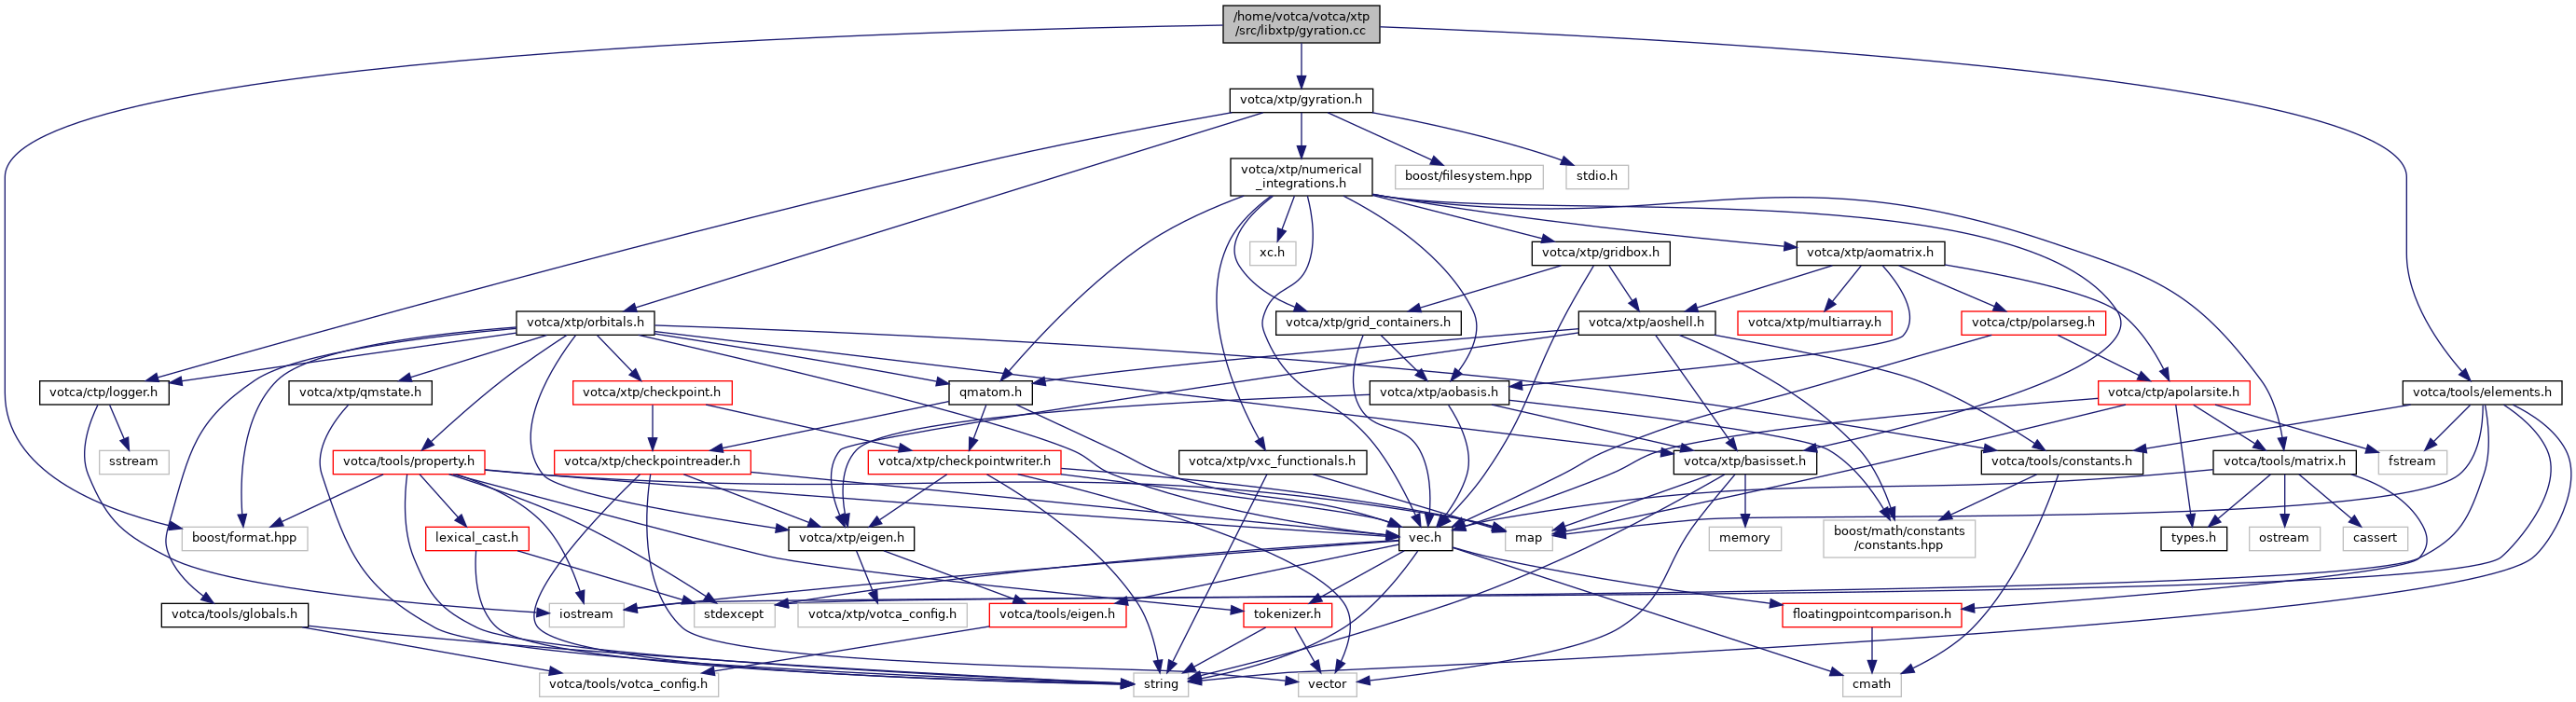 /home/votca/votca/xtp
/src/libxtp/gyration.cc
votca/xtp/gyration.h
votca/xtp/numerical
_integrations.h
boost/filesystem.hpp
stdio.h
xc.h
votca/xtp/gridbox.h
votca/xtp/aomatrix.h
votca/xtp/orbitals.h
votca/xtp/grid_containers.h
votca/xtp/aoshell.h
votca/xtp/multiarray.h
votca/ctp/polarseg.h
votca/ctp/logger.h
votca/xtp/qmstate.h
votca/xtp/checkpoint.h
qmatom.h
votca/xtp/aobasis.h
votca/ctp/apolarsite.h
votca/tools/elements.h
sstream
votca/tools/property.h
votca/xtp/checkpointreader.h
votca/xtp/checkpointwriter.h
votca/xtp/vxc_functionals.h
votca/xtp/basisset.h
votca/tools/constants.h
votca/tools/matrix.h
fstream
boost/format.hpp
lexical_cast.h
votca/xtp/eigen.h
vec.h
map
memory
boost/math/constants
/constants.hpp
types.h
ostream
cassert
votca/tools/globals.h
iostream
stdexcept
votca/xtp/votca_config.h
votca/tools/eigen.h
tokenizer.h
floatingpointcomparison.h
votca/tools/votca_config.h
string
vector
cmath